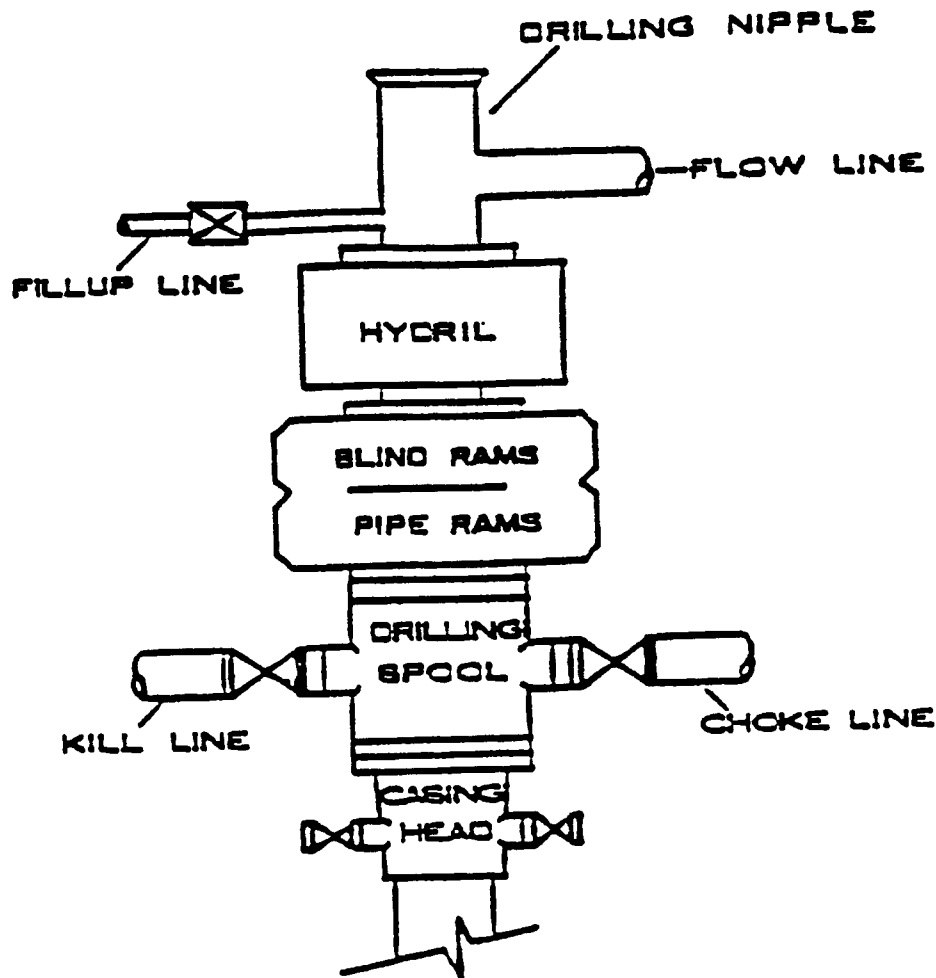 DRILLING NIPPLE
FLOW LINE
FILLUP LINE
HYDRIL
BLIND RAMS
PIPE RAMS
DRILLING
SPOOL
KILL LINE
CHOKE LINE
CASING
HEAD